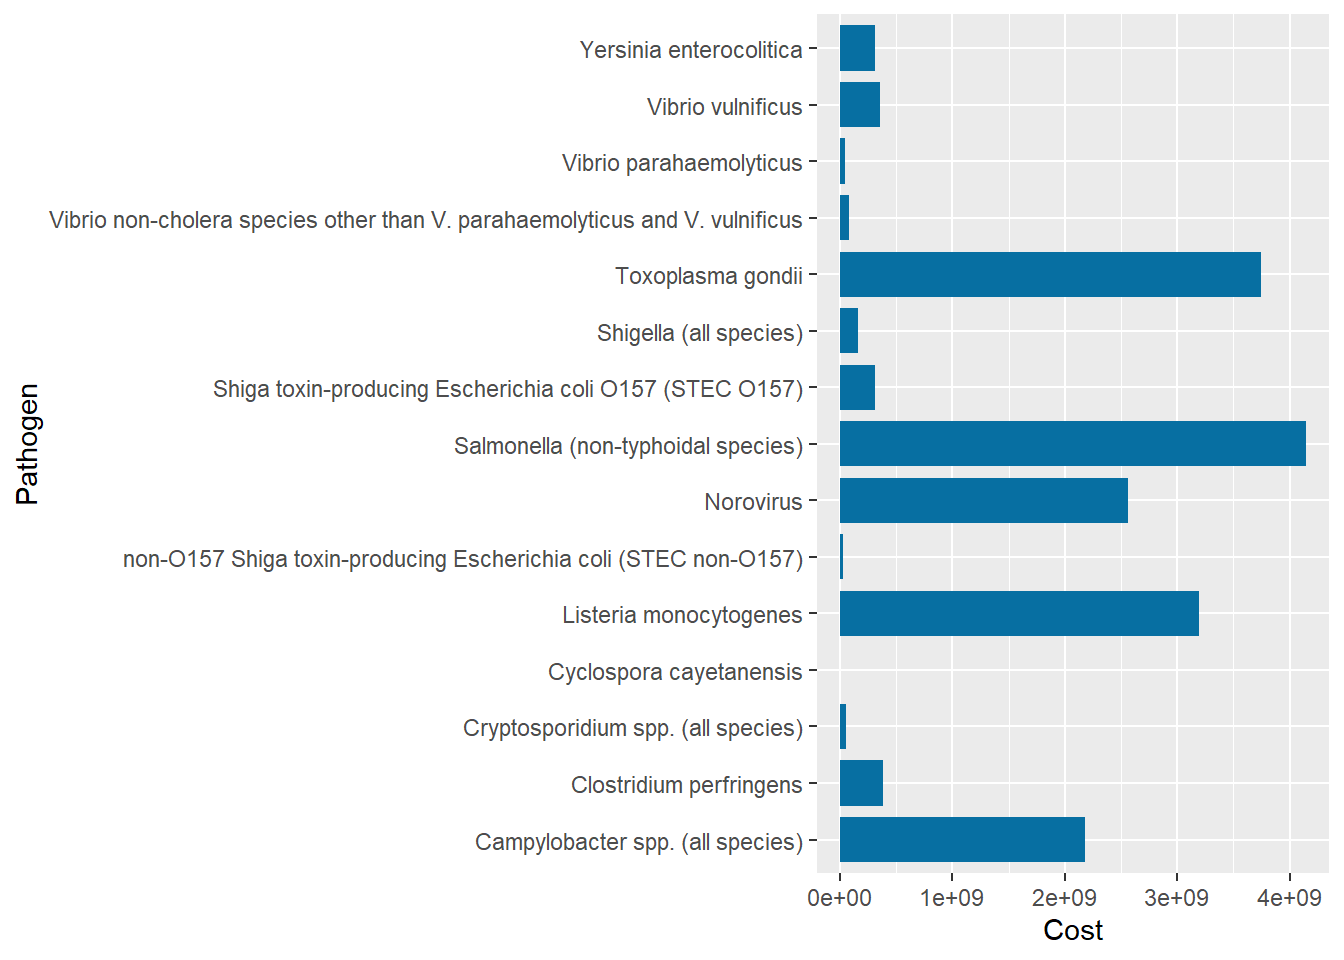 Yersinia enterocolitica
Vibrio vulnificus
Vibrio parahaemolyticus
Vibrio non-cholera species other than V. parahaemolyticus and V. vulnificus
Toxoplasma gondii
Shigella (all species)
Shiga toxin-producing Escherichia coli O157 (STEC O157)
Salmonella (non-typhoidal species)
Norovirus
non-O157 Shiga toxin-producing Escherichia coli (STEC non-O157)
Listeria monocytogenes
Cyclospora cayetanensis
Cryptosporidium spp. (all species)
Clostridium perfringens
Campylobacter spp. (all species)
Pathogen
0e+00 1e+09 2e+09 3e+09 4e+09
Cost